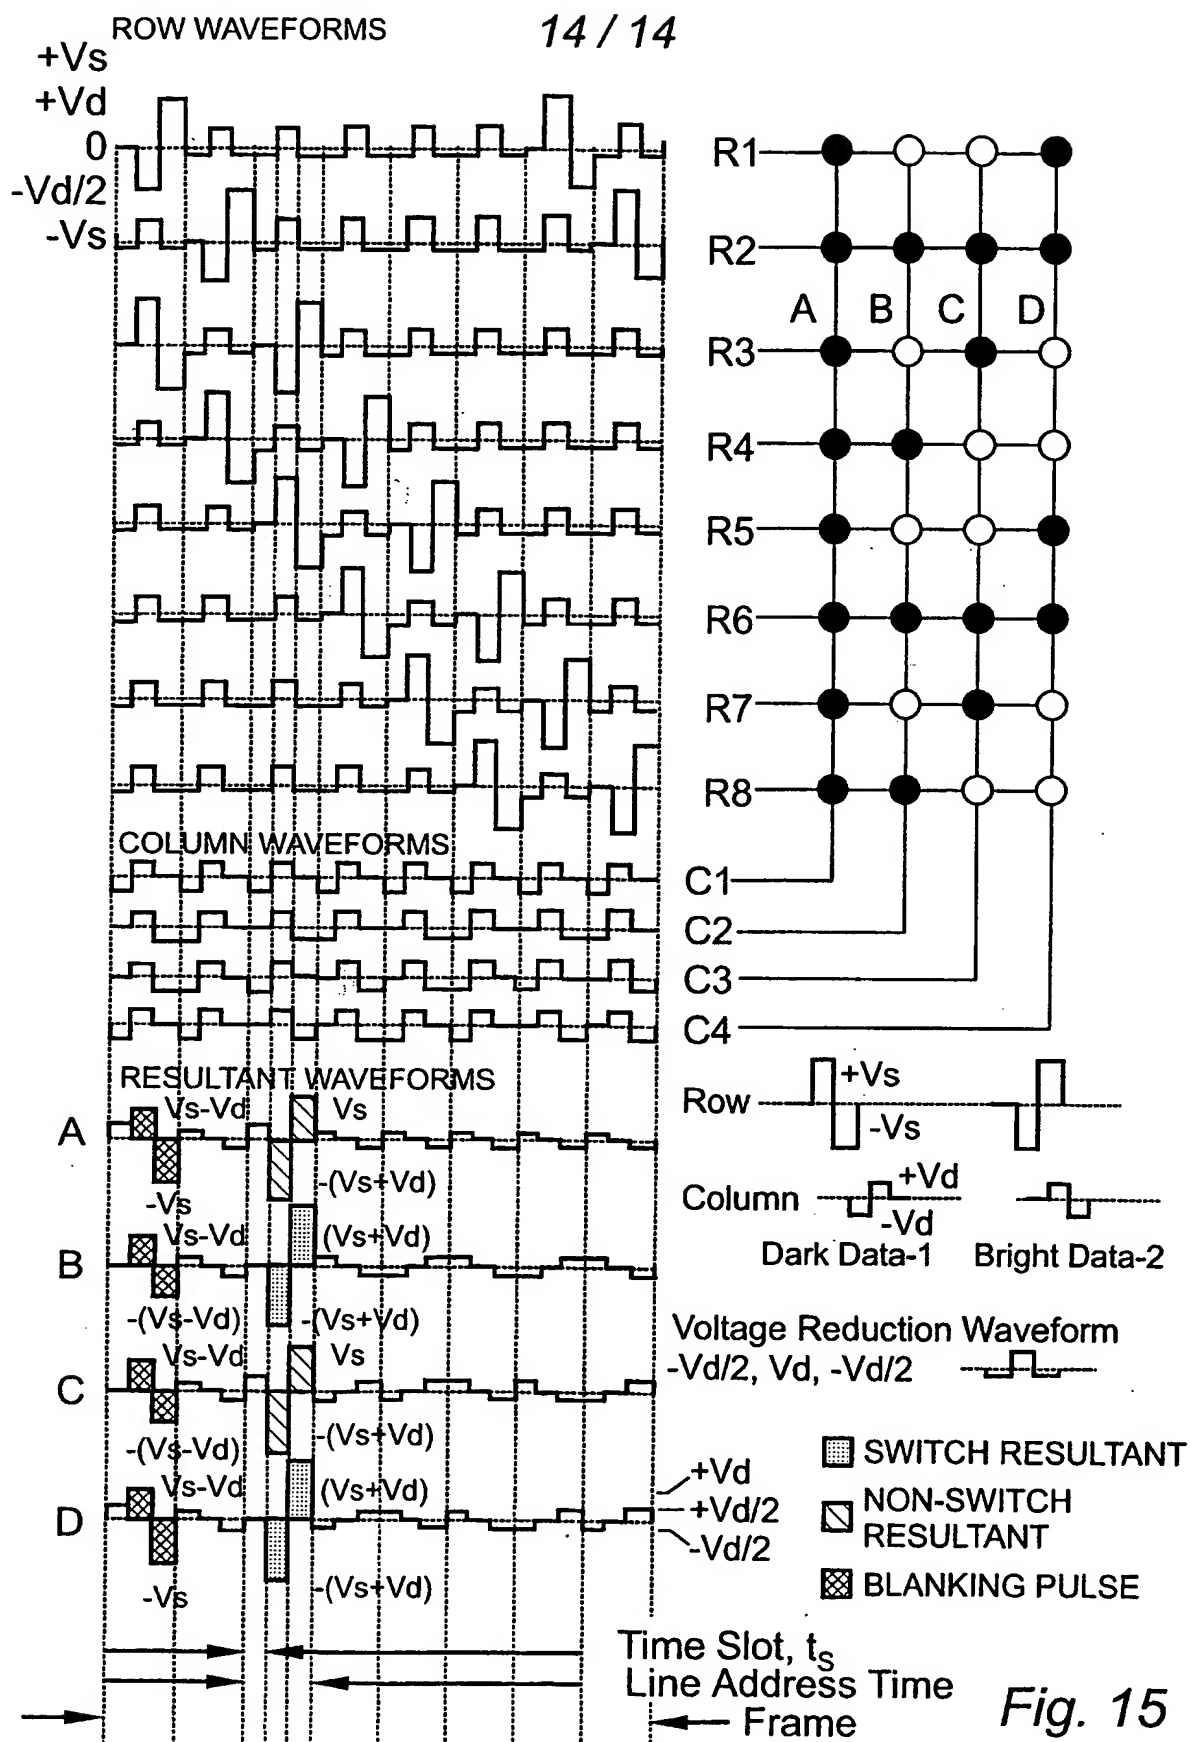 ROW WAVEFORMS
14 / 14
+Vs
+Vd
0
-Vd/2
-Vs
R1
R2
A B C D
R3
R4
R5
R6
R7
R8
COLUMN WAVEFORMS
C1
C2
C3
C4
RESULTANT WAVEFORMS
A
Vs-Vd
Vs
-Vs
-(Vs+Vd)
B
Vs-Vd
(Vs+Vd)
-(Vs-Vd)
-(Vs+Vd)
C
Vs-Vd
Vs
-(Vs-Vd)
-(Vs+Vd)
D
Vs-Vd
(Vs+Vd)
-Vs
-(Vs+Vd)
Row
+Vs
-Vs
Column
+Vd
-Vd
Dark Data-1
Bright Data-2
Voltage Reduction Waveform
-Vd/2, Vd, -Vd/2
+Vd
+Vd/2
-Vd/2
SWITCH RESULTANT
NON-SWITCH
RESULTANT
BLANKING PULSE
Time Slot, ts
Line Address Time
Frame
Fig. 15